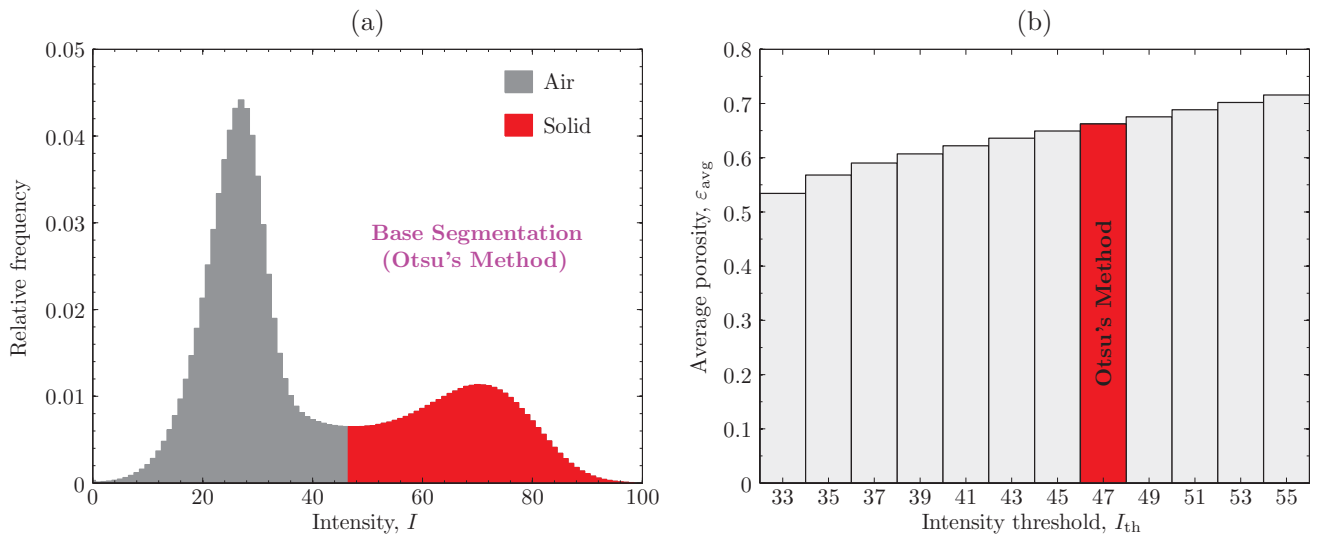 (a)
0.05
0.04
0.03
0.02
0.01
0
Relative frequency
Air
Solid
Base Segmentation
(Otsu's Method)
0 20 40 60 80 100
Intensity, I
(b)
0.8
0.7
0.6
0.5
0.4
0.3
0.2
0.1
0
Average porosity, εavg
Otsu's Method
33 35 37 39 41 43 45 47 49 51 53 55
Intensity threshold, Ith